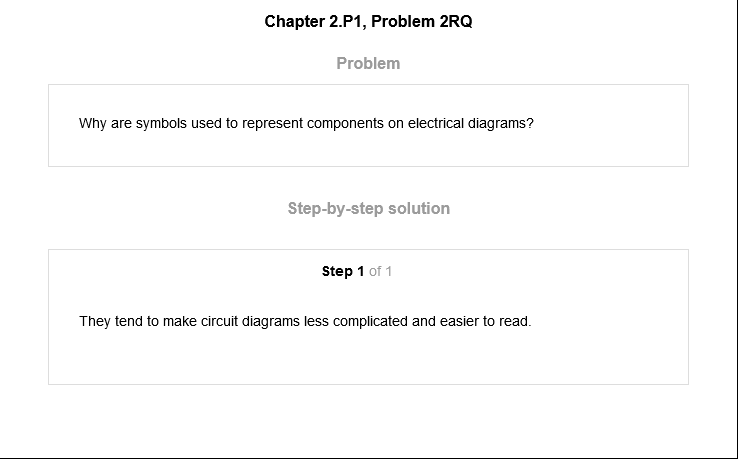 Chapter 2.P1, Problem 2RQ
Problem
Why are symbols used to represent components on electrical diagrams?
Step-by-step solution
Step 1 of 1
They tend to make circuit diagrams less complicated and easier to read.